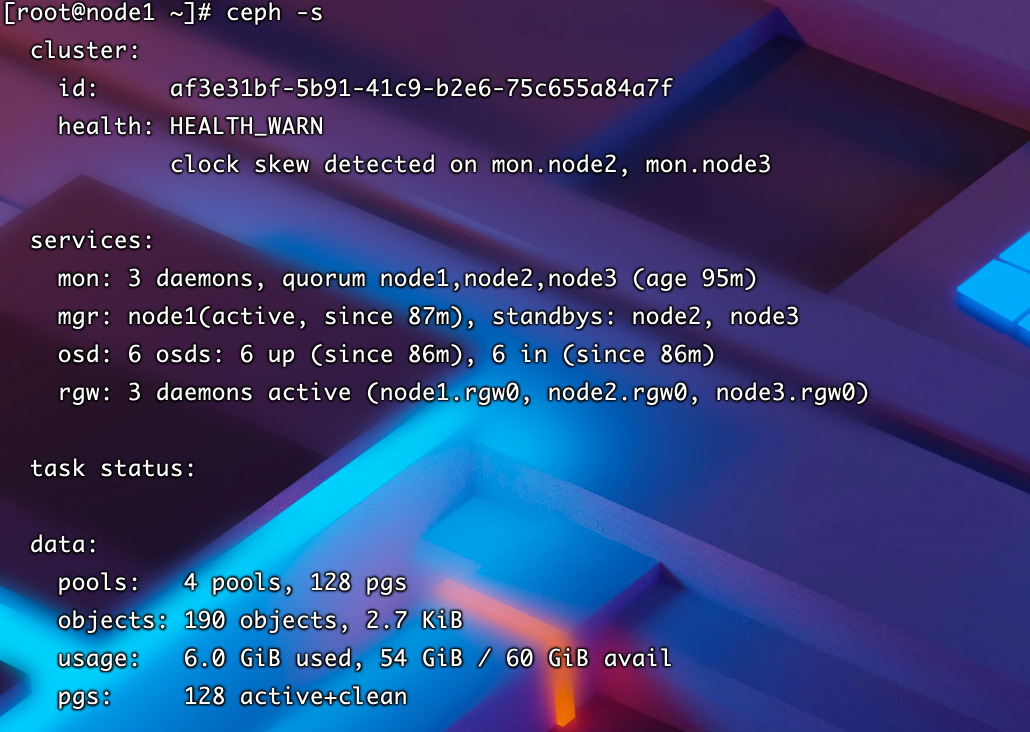 [root@node1 ~]# ceph -s
  cluster:
    id:     af3e31bf-5b91-41c9-b2e6-75c655a84a7f
    health: HEALTH_WARN
            clock skew detected on mon.node2, mon.node3

  services:
    mon: 3 daemons, quorum node1,node2,node3 (age 95m)
    mgr: node1(active, since 87m), standbys: node2, node3
    osd: 6 osds: 6 up (since 86m), 6 in (since 86m)
    rgw: 3 daemons active (node1.rgw0, node2.rgw0, node3.rgw0)

  task status:

  data:
    pools:   4 pools, 128 pgs
    objects: 190 objects, 2.7 KiB
    usage:   6.0 GiB used, 54 GiB / 60 GiB avail
    pgs:     128 active+clean